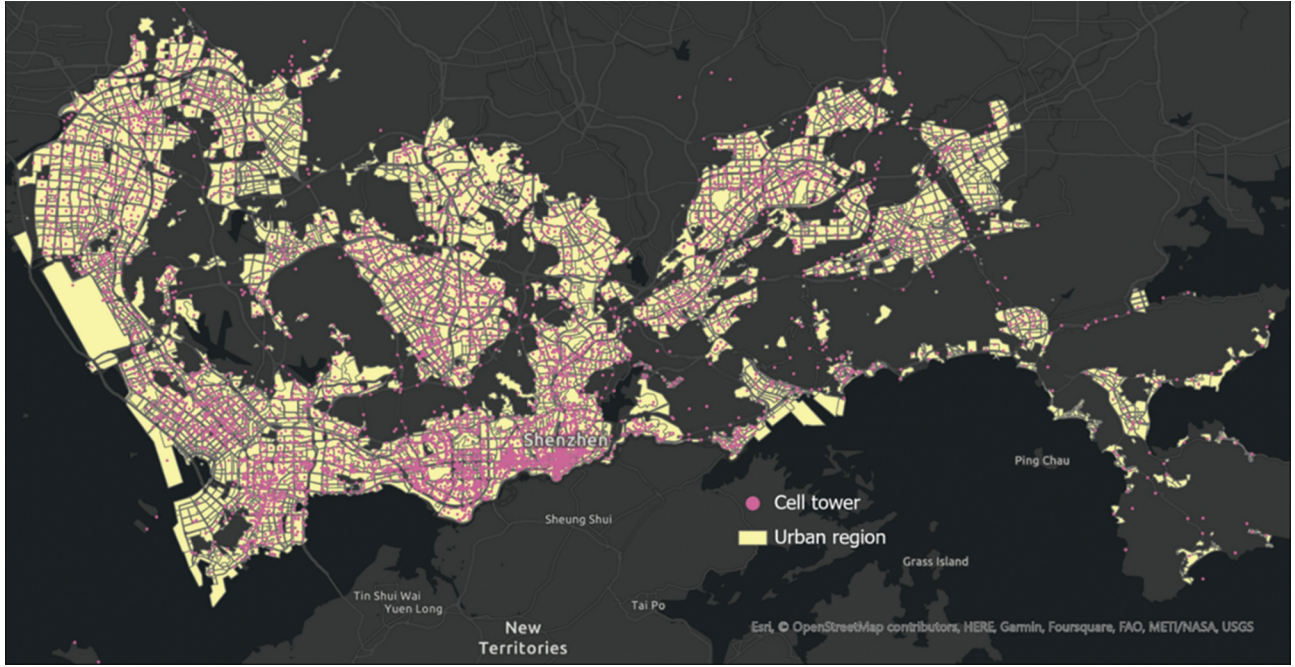 Shenzhen
Ping Chau
Cell tower
Sheung Shui
Urban region
Grass Island
Tin Shui Wai
Yuen Long
Tai Po
New
Territories
Esri, © OpenStreetMap contributors, HERE, Garmin, Foursquare, FAO, METI/NASA, USGS